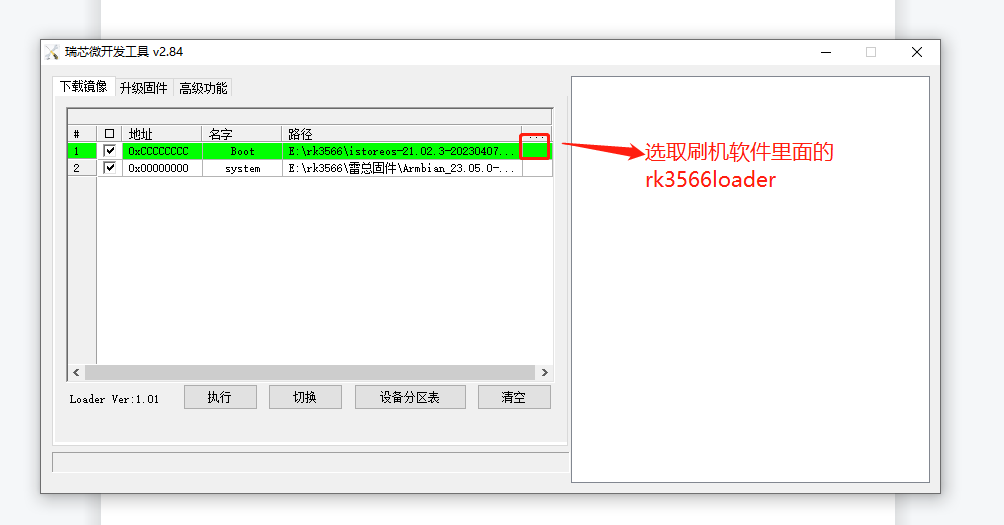 瑞芯微开发工具 v2.84
下载镜像 升级固件 高级功能
# 地址 名字 路径 ...
1 0xCCCCCCCC Boot E:\rk3566\istoreos-21.02.3-20230407...
2 0x00000000 system E:\rk3566\雷总固件\Armbian_23.05.0-...
选取刷机软件里面的
rk3566loader
Loader Ver:1.01 执行 切换 设备分区表 清空